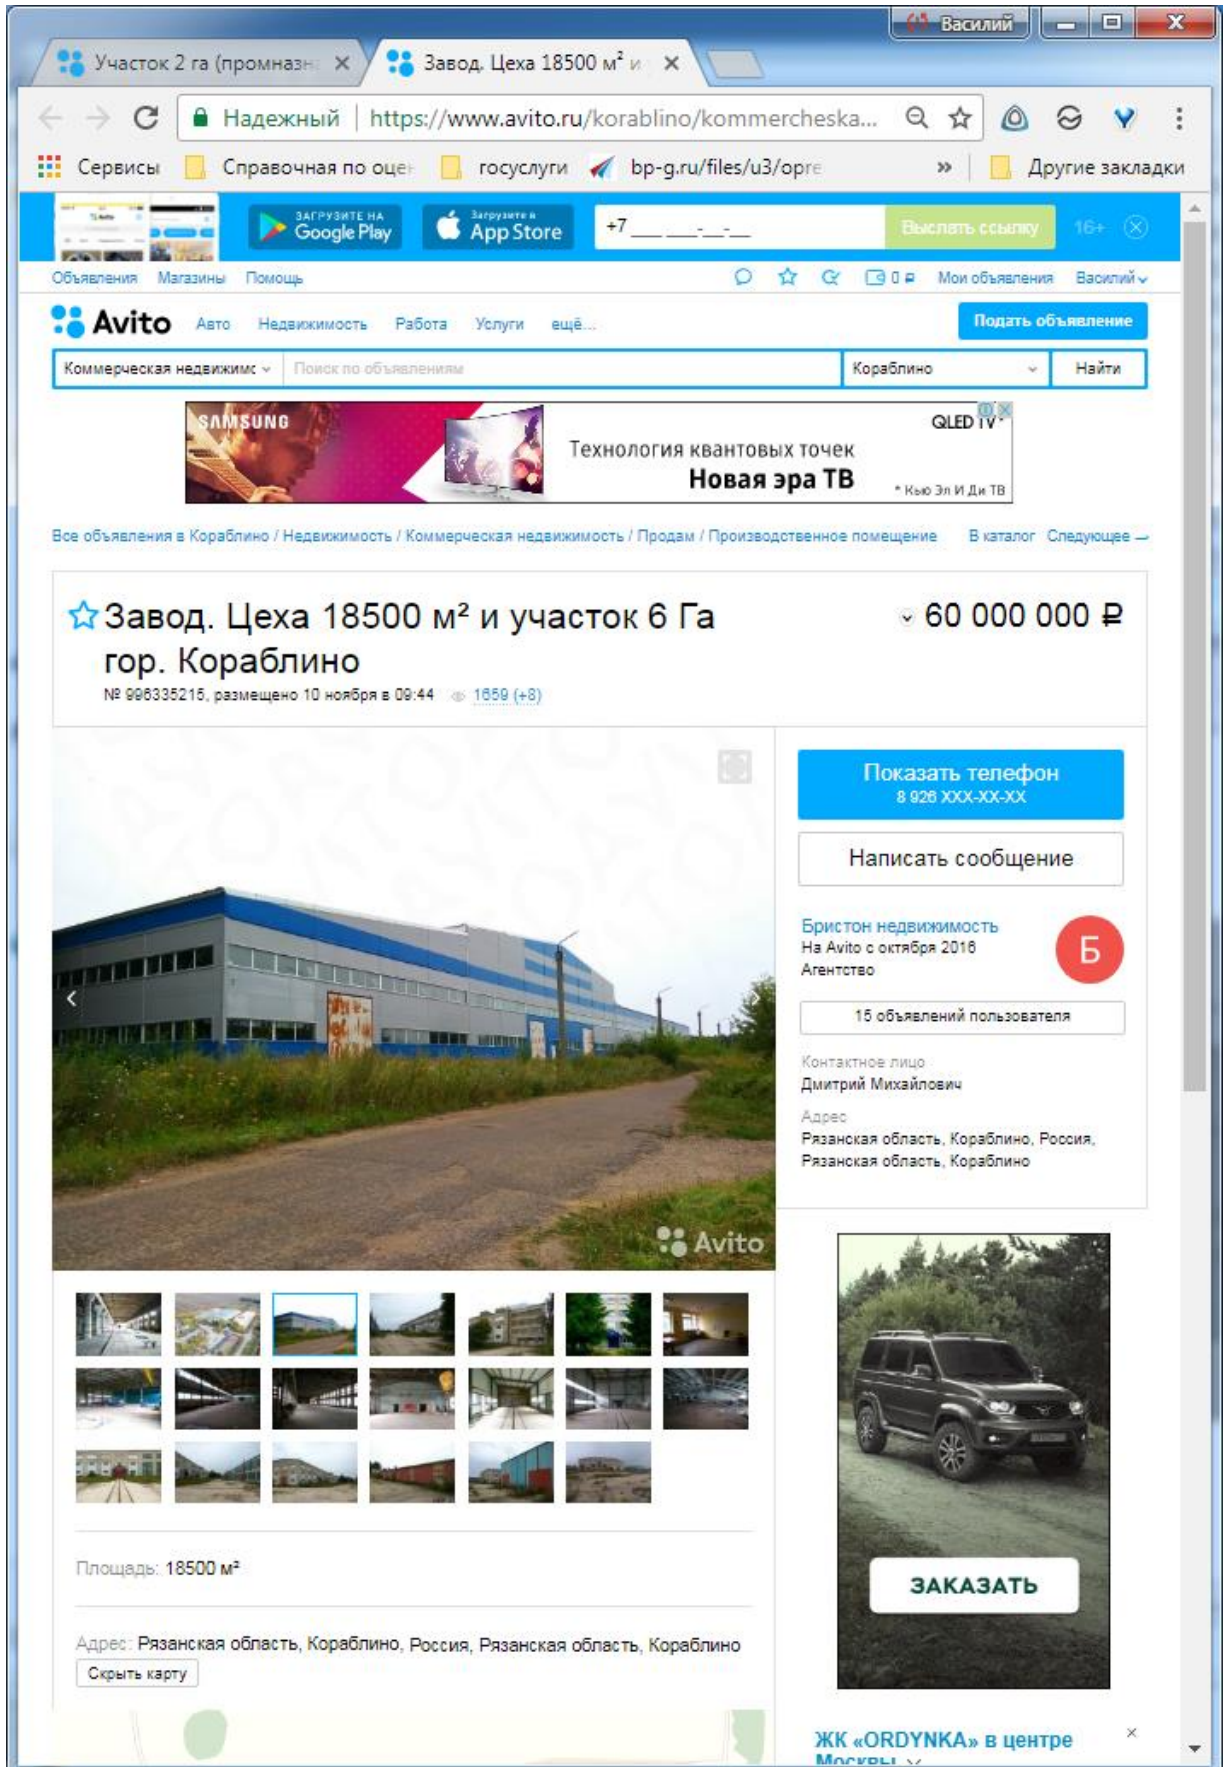 Василий
Участок 2 га (промназн
Завод. Цеха 18500 м² и
Надежный | https://www.avito.ru/korablino/kommercheska...
Сервисы Справочная по оцен госуслуги bp-g.ru/files/u3/opre » Другие закладки
ЗАГРУЗИТЕ НА
Google Play
Загрузите в
App Store
+7 ___ ___-__-__
Выслать ссылку
16+
Объявления Магазины Помощь
0 ₽ Мои объявления Василий
Avito Авто Недвижимость Работа Услуги ещё...
Подать объявление
Коммерческая недвижимс Поиск по объявлениям Кораблино Найти
SAMSUNG
QLED TV*
Технология квантовых точек
Новая эра ТВ
* Кью Эл И Ди ТВ
Все объявления в Кораблино / Недвижимость / Коммерческая недвижимость / Продам / Производственное помещение В каталог Следующее →
Завод. Цеха 18500 м² и участок 6 Га
гор. Кораблино
60 000 000 ₽
№ 996335215, размещено 10 ноября в 09:44 1659 (+8)
Показать телефон
8 926 XXX-XX-XX
Написать сообщение
Бристон недвижимость
На Avito с октября 2016
Агентство
Б
15 объявлений пользователя
Контактное лицо
Дмитрий Михайлович
Адрес
Рязанская область, Кораблино, Россия,
Рязанская область, Кораблино
Avito
Площадь: 18500 м²
Адрес: Рязанская область, Кораблино, Россия, Рязанская область, Кораблино
Скрыть карту
ЗАКАЗАТЬ
ЖК «ORDYNKA» в центре
Москвы